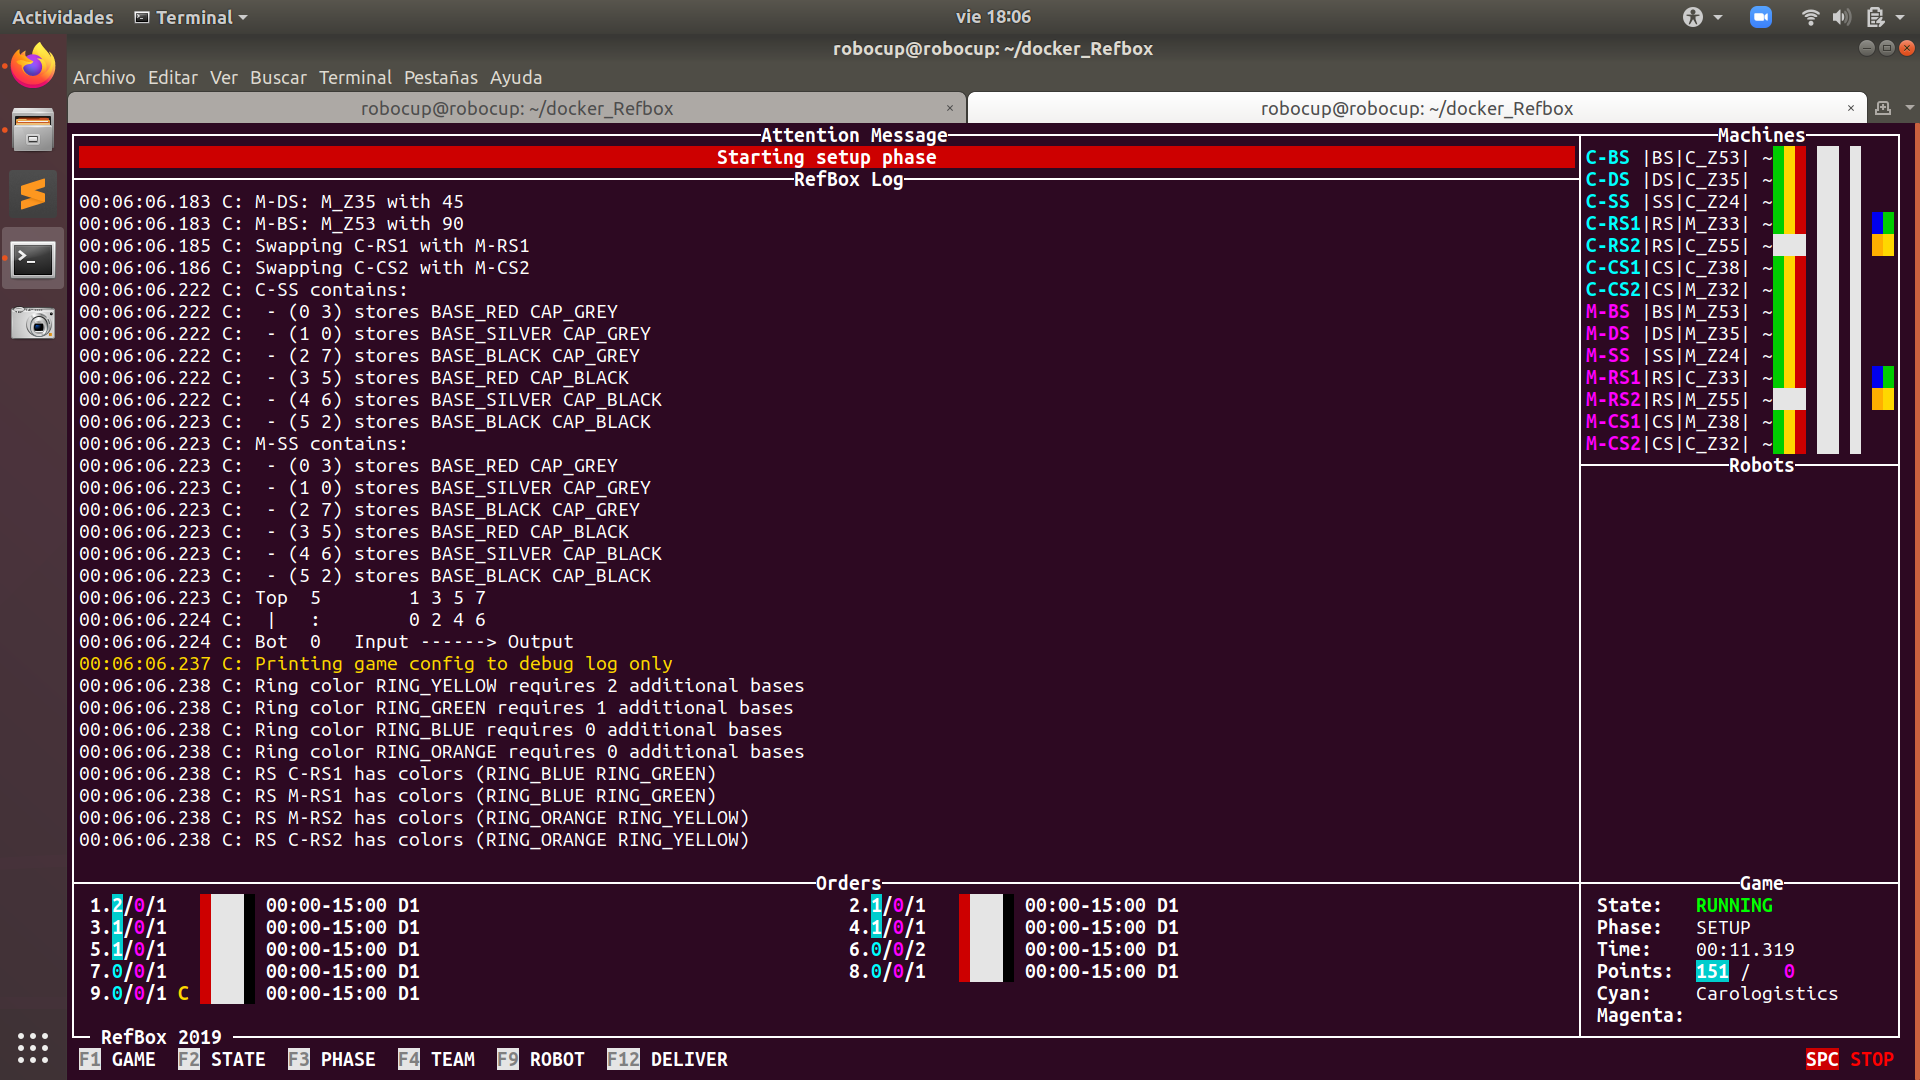 Actividades Terminal vie 18:06
robocup@robocup: ~/docker_Refbox
Archivo Editar Ver Buscar Terminal Pestañas Ayuda
robocup@robocup: ~/docker_Refbox × robocup@robocup: ~/docker_Refbox ×
Attention Message
Starting setup phase
RefBox Log
00:06:06.183 C: M-DS: M_Z35 with 45
00:06:06.183 C: M-BS: M_Z53 with 90
00:06:06.185 C: Swapping C-RS1 with M-RS1
00:06:06.186 C: Swapping C-CS2 with M-CS2
00:06:06.222 C: C-SS contains:
00:06:06.222 C:  - (0 3) stores BASE_RED CAP_GREY
00:06:06.222 C:  - (1 0) stores BASE_SILVER CAP_GREY
00:06:06.222 C:  - (2 7) stores BASE_BLACK CAP_GREY
00:06:06.222 C:  - (3 5) stores BASE_RED CAP_BLACK
00:06:06.222 C:  - (4 6) stores BASE_SILVER CAP_BLACK
00:06:06.223 C:  - (5 2) stores BASE_BLACK CAP_BLACK
00:06:06.223 C: M-SS contains:
00:06:06.223 C:  - (0 3) stores BASE_RED CAP_GREY
00:06:06.223 C:  - (1 0) stores BASE_SILVER CAP_GREY
00:06:06.223 C:  - (2 7) stores BASE_BLACK CAP_GREY
00:06:06.223 C:  - (3 5) stores BASE_RED CAP_BLACK
00:06:06.223 C:  - (4 6) stores BASE_SILVER CAP_BLACK
00:06:06.223 C:  - (5 2) stores BASE_BLACK CAP_BLACK
00:06:06.223 C: Top  5        1 3 5 7
00:06:06.224 C:  |   :        0 2 4 6
00:06:06.224 C: Bot  0   Input ------> Output
00:06:06.237 C: Printing game config to debug log only
00:06:06.238 C: Ring color RING_YELLOW requires 2 additional bases
00:06:06.238 C: Ring color RING_GREEN requires 1 additional bases
00:06:06.238 C: Ring color RING_BLUE requires 0 additional bases
00:06:06.238 C: Ring color RING_ORANGE requires 0 additional bases
00:06:06.238 C: RS C-RS1 has colors (RING_BLUE RING_GREEN)
00:06:06.238 C: RS M-RS1 has colors (RING_BLUE RING_GREEN)
00:06:06.238 C: RS M-RS2 has colors (RING_ORANGE RING_YELLOW)
00:06:06.238 C: RS C-RS2 has colors (RING_ORANGE RING_YELLOW)
Machines
C-BS |BS|C_Z53| ~
C-DS |DS|C_Z35| ~
C-SS |SS|C_Z24| ~
C-RS1|RS|M_Z33| ~
C-RS2|RS|C_Z55| ~
C-CS1|CS|C_Z38| ~
C-CS2|CS|M_Z32| ~
M-BS |BS|M_Z53| ~
M-DS |DS|M_Z35| ~
M-SS |SS|M_Z24| ~
M-RS1|RS|C_Z33| ~
M-RS2|RS|M_Z55| ~
M-CS1|CS|M_Z38| ~
M-CS2|CS|C_Z32| ~
Robots
Orders
1.2/0/1 00:00-15:00 D1 2.1/0/1 00:00-15:00 D1
3.1/0/1 00:00-15:00 D1 4.1/0/1 00:00-15:00 D1
5.1/0/1 00:00-15:00 D1 6.0/0/2 00:00-15:00 D1
7.0/0/1 00:00-15:00 D1 8.0/0/1 00:00-15:00 D1
9.0/0/1 C 00:00-15:00 D1
Game
State: RUNNING
Phase: SETUP
Time: 00:11.319
Points: 151 / 0
Cyan: Carologistics
Magenta:
RefBox 2019
F1 GAME F2 STATE F3 PHASE F4 TEAM F9 ROBOT F12 DELIVER SPC STOP